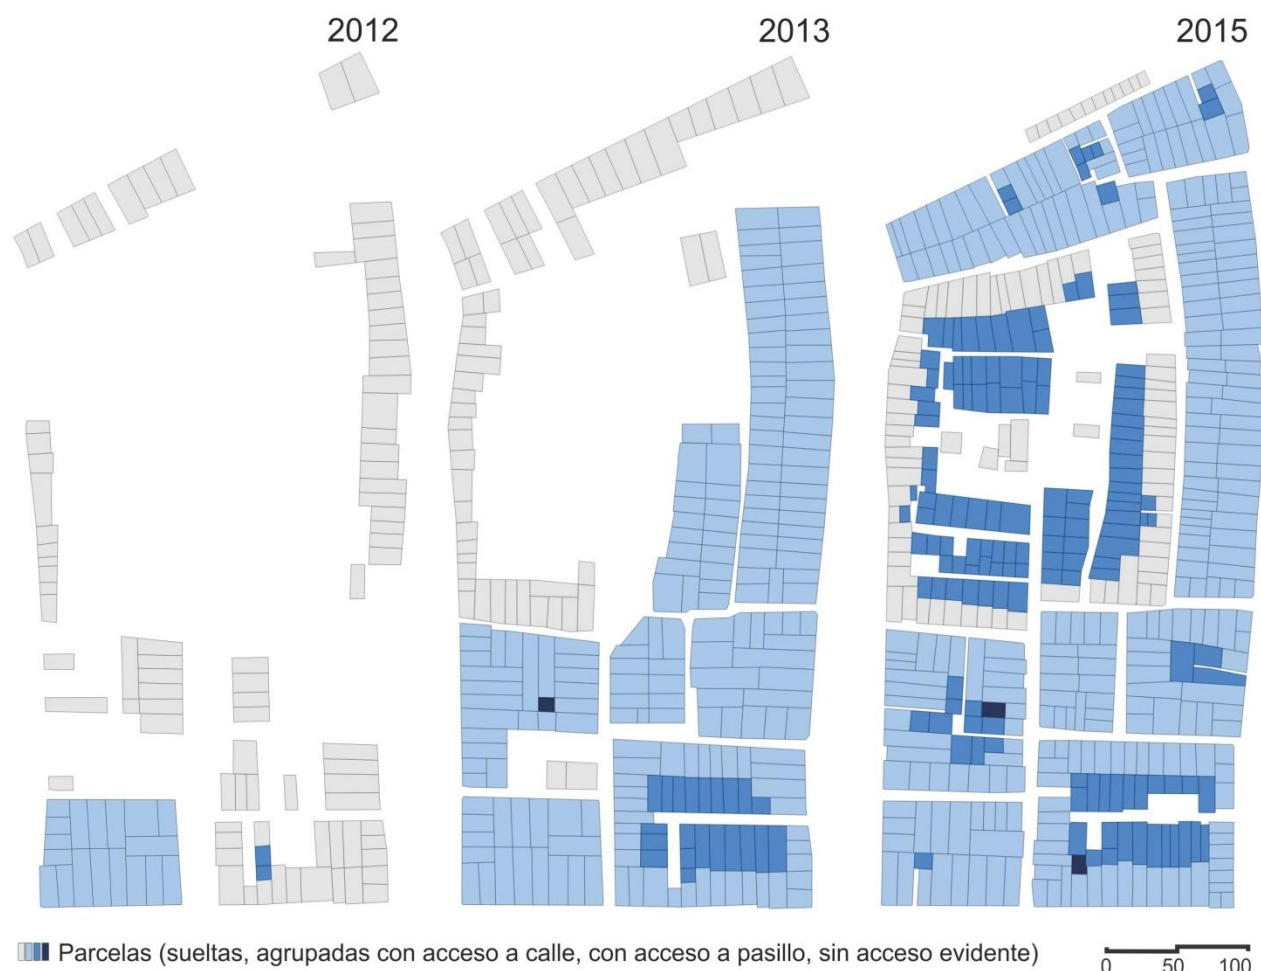 2012
2013
2015
Parcelas (sueltas, agrupadas con acceso a calle, con acceso a pasillo, sin acceso evidente)
0 50 100